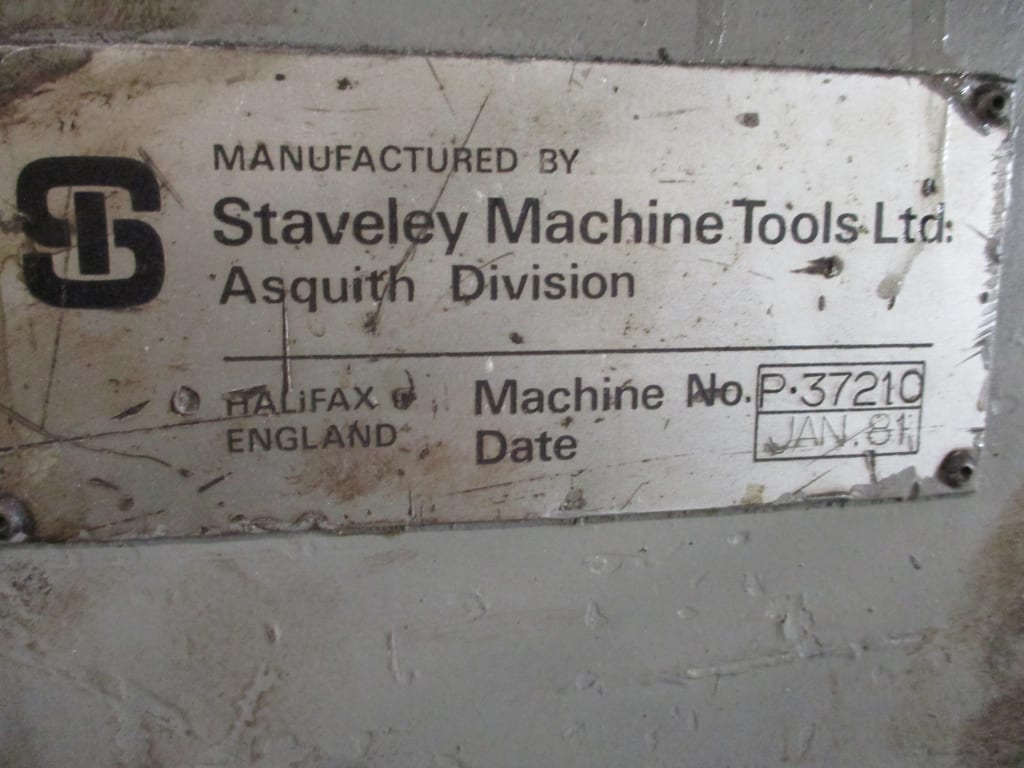 MANUFACTURED BY
Staveley Machine Tools Ltd.
Asquith Division
HALIFAX
ENGLAND
Machine No. P·37210
Date JAN. 81